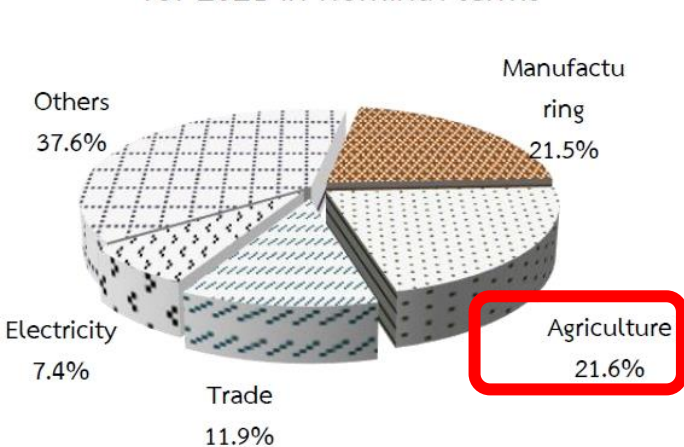 Manufactu
ring
21.5%
Others
37.6%
Agriculture
21.6%
Electricity
7.4%
Trade
11.9%